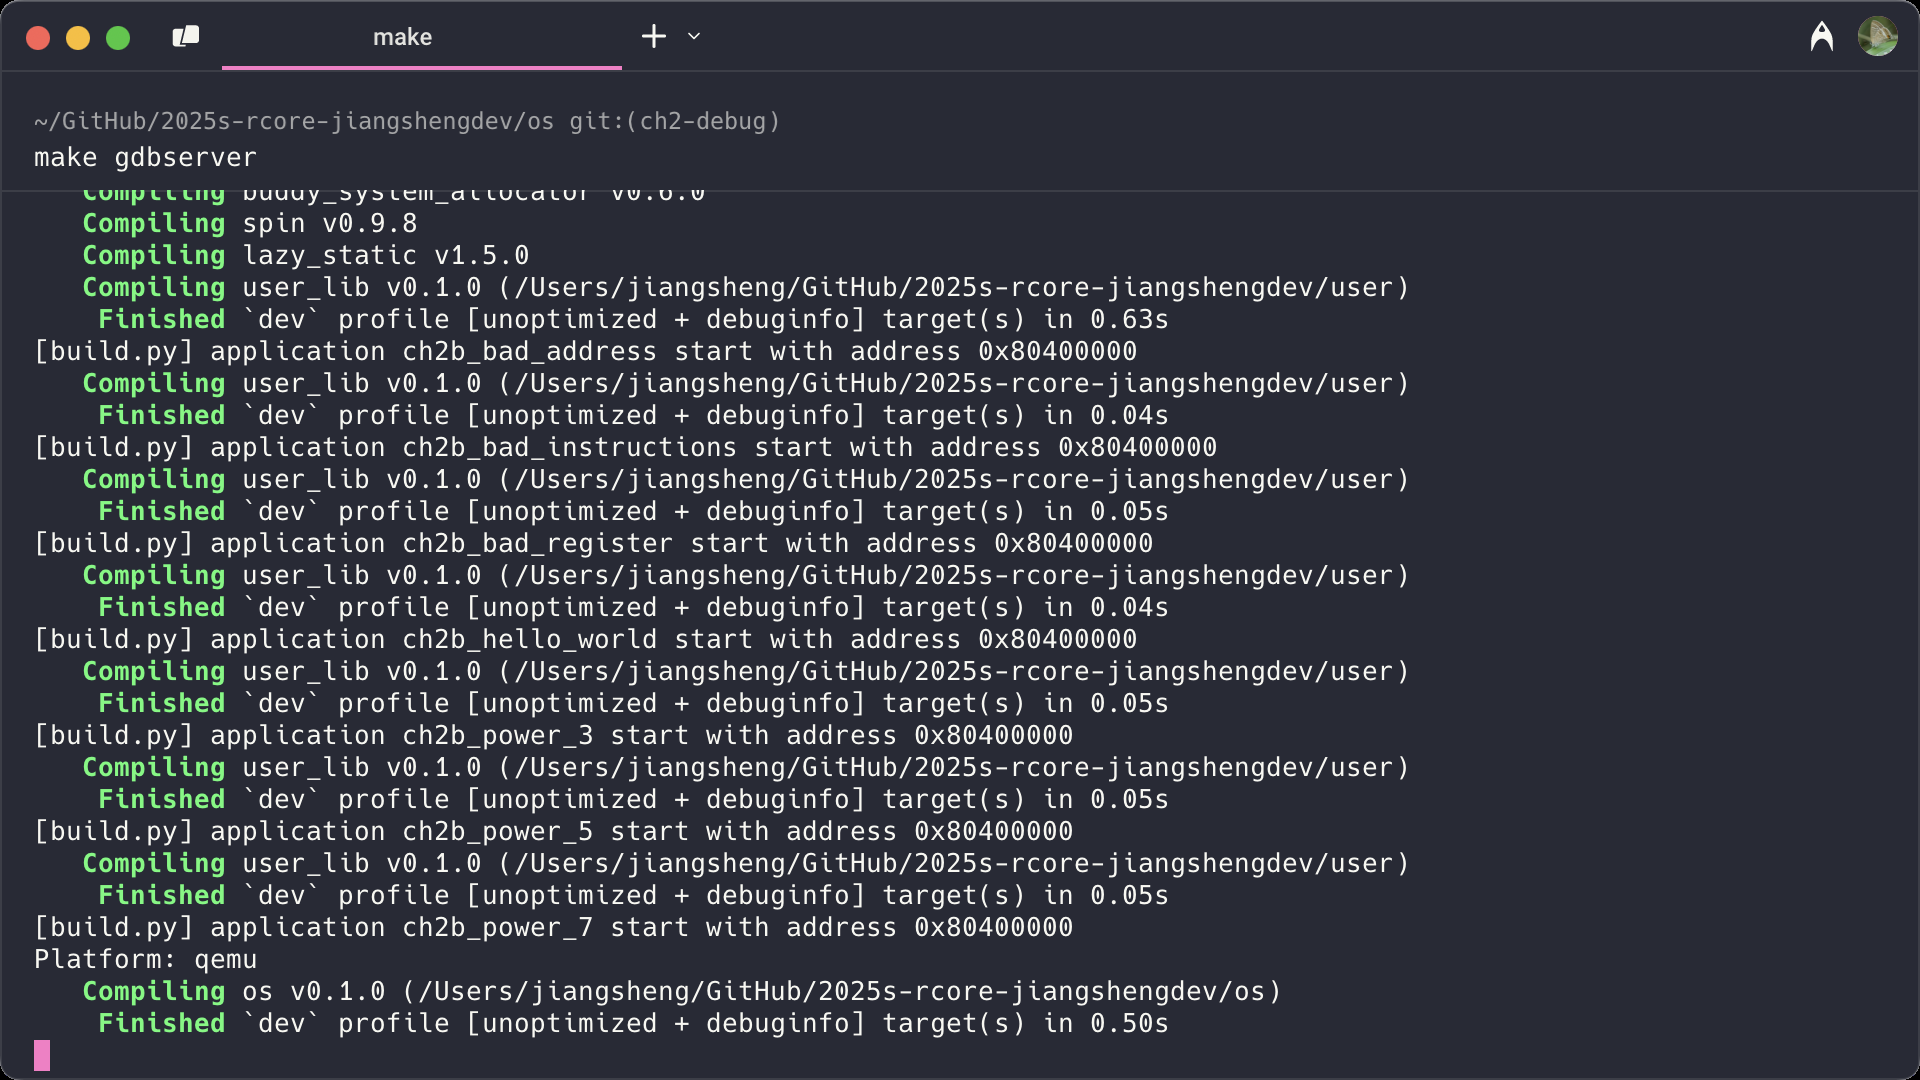 make
~/GitHub/2025s-rcore-jiangshengdev/os git:(ch2-debug)
make gdbserver
Compiling buddy_system_allocator v0.6.0
Compiling spin v0.9.8
Compiling lazy_static v1.5.0
Compiling user_lib v0.1.0 (/Users/jiangsheng/GitHub/2025s-rcore-jiangshengdev/user)
Finished `dev` profile [unoptimized + debuginfo] target(s) in 0.63s
[build.py] application ch2b_bad_address start with address 0x80400000
Compiling user_lib v0.1.0 (/Users/jiangsheng/GitHub/2025s-rcore-jiangshengdev/user)
Finished `dev` profile [unoptimized + debuginfo] target(s) in 0.04s
[build.py] application ch2b_bad_instructions start with address 0x80400000
Compiling user_lib v0.1.0 (/Users/jiangsheng/GitHub/2025s-rcore-jiangshengdev/user)
Finished `dev` profile [unoptimized + debuginfo] target(s) in 0.05s
[build.py] application ch2b_bad_register start with address 0x80400000
Compiling user_lib v0.1.0 (/Users/jiangsheng/GitHub/2025s-rcore-jiangshengdev/user)
Finished `dev` profile [unoptimized + debuginfo] target(s) in 0.04s
[build.py] application ch2b_hello_world start with address 0x80400000
Compiling user_lib v0.1.0 (/Users/jiangsheng/GitHub/2025s-rcore-jiangshengdev/user)
Finished `dev` profile [unoptimized + debuginfo] target(s) in 0.05s
[build.py] application ch2b_power_3 start with address 0x80400000
Compiling user_lib v0.1.0 (/Users/jiangsheng/GitHub/2025s-rcore-jiangshengdev/user)
Finished `dev` profile [unoptimized + debuginfo] target(s) in 0.05s
[build.py] application ch2b_power_5 start with address 0x80400000
Compiling user_lib v0.1.0 (/Users/jiangsheng/GitHub/2025s-rcore-jiangshengdev/user)
Finished `dev` profile [unoptimized + debuginfo] target(s) in 0.05s
[build.py] application ch2b_power_7 start with address 0x80400000
Platform: qemu
Compiling os v0.1.0 (/Users/jiangsheng/GitHub/2025s-rcore-jiangshengdev/os)
Finished `dev` profile [unoptimized + debuginfo] target(s) in 0.50s